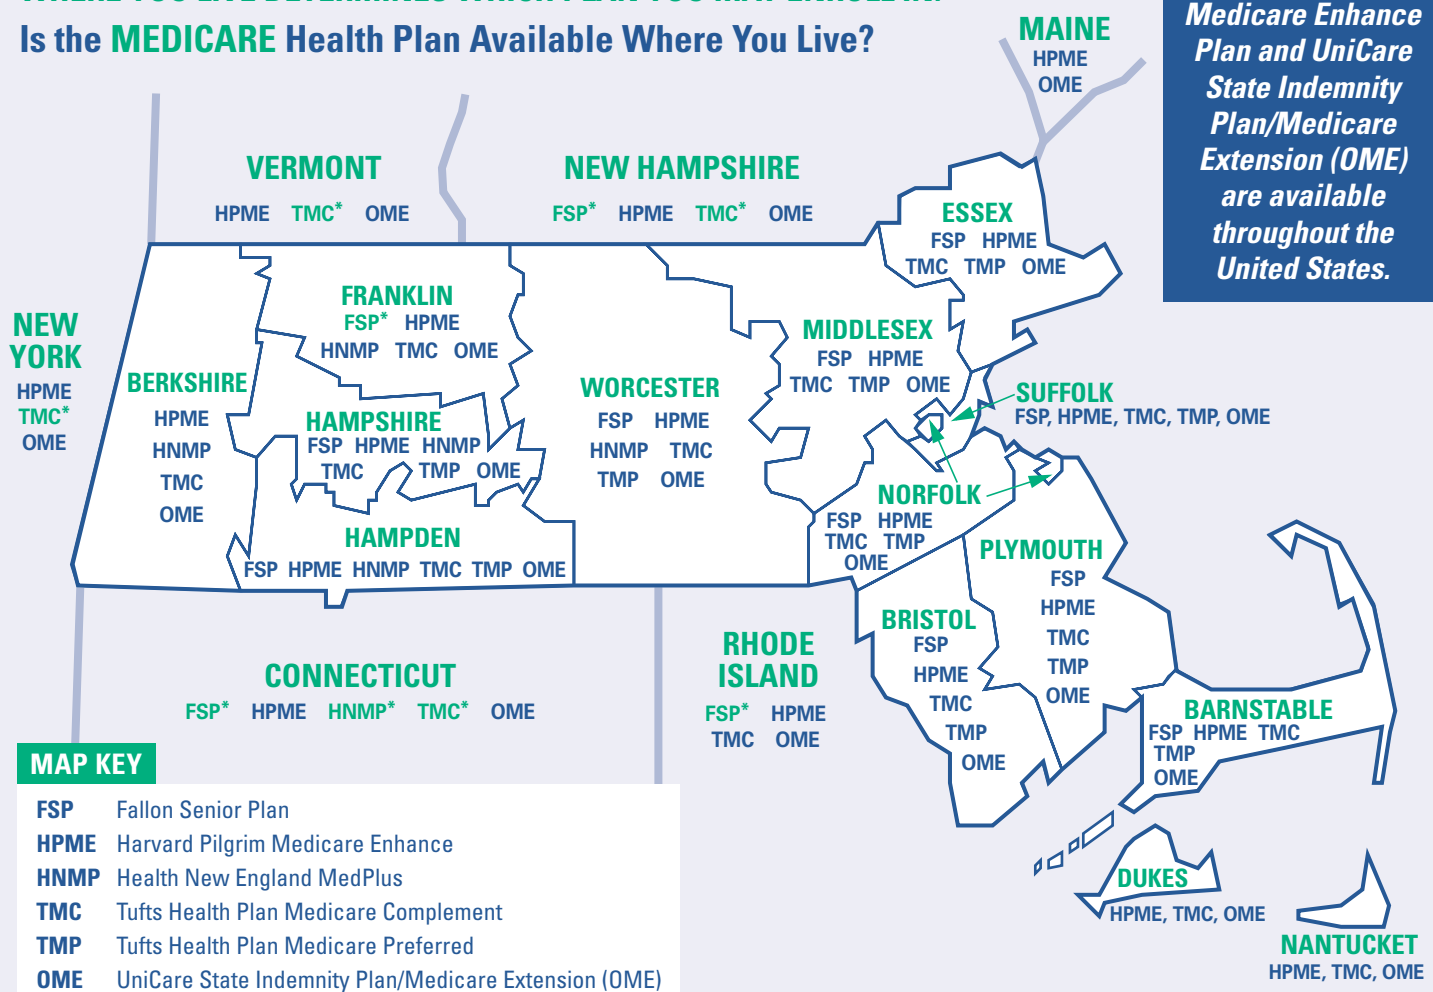 Is the MEDICARE Health Plan Available Where You Live?
Medicare Enhance
Plan and UniCare
State Indemnity
Plan/Medicare
Extension (OME)
are available
throughout the
United States.
MAINE
HPME
OME
VERMONT
HPME TMC* OME
NEW HAMPSHIRE
FSP* HPME TMC* OME
ESSEX
FSP HPME
TMC TMP OME
NEW
YORK
HPME
TMC*
OME
BERKSHIRE
HPME
HNMP
TMC
OME
FRANKLIN
FSP* HPME
HNMP TMC OME
HAMPSHIRE
FSP HPME HNMP
TMC TMP OME
HAMPDEN
FSP HPME HNMP TMC TMP OME
WORCESTER
FSP HPME
HNMP TMC
TMP OME
MIDDLESEX
FSP HPME
TMC TMP OME
SUFFOLK
FSP, HPME, TMC, TMP, OME
NORFOLK
FSP HPME
TMC TMP
OME
PLYMOUTH
FSP
HPME
TMC
TMP
OME
BRISTOL
FSP
HPME
TMC
TMP
OME
BARNSTABLE
FSP HPME TMC
TMP
OME
DUKES
HPME, TMC, OME
NANTUCKET
HPME, TMC, OME
CONNECTICUT
FSP* HPME HNMP* TMC* OME
RHODE
ISLAND
FSP* HPME
TMC OME
MAP KEY
FSP Fallon Senior Plan
HPME Harvard Pilgrim Medicare Enhance
HNMP Health New England MedPlus
TMC Tufts Health Plan Medicare Complement
TMP Tufts Health Plan Medicare Preferred
OME UniCare State Indemnity Plan/Medicare Extension (OME)